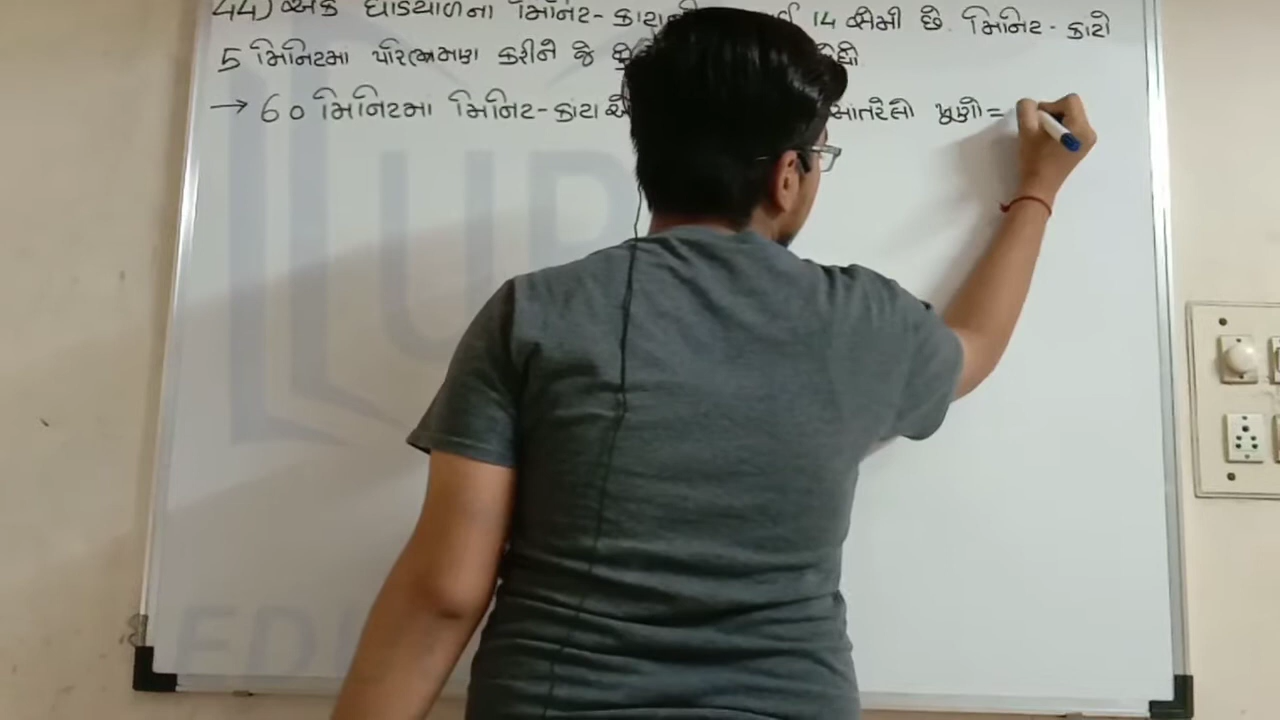 44) એક ઘડિયાળના મિનિટ-કાટાની 14 સેમી છે. મિનિટ-કાટો
5 મિનિટમા પરિભ્રમણ કરીને જે
→ 60 મિનિટમા મિનિટ-કાટા આંતરેલો ખુણો =